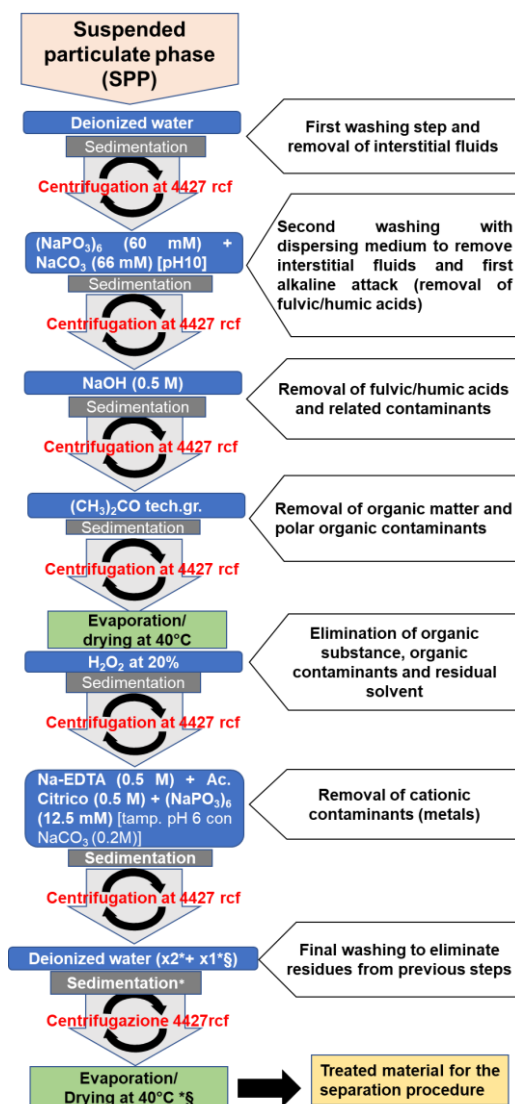 Suspended
particulate phase
(SPP)
Deionized water
Sedimentation
Centrifugation at 4427 rcf
First washing step and
removal of interstitial fluids
(NaPO₃)₆ (60 mM) +
NaCO₃ (66 mM) [pH10]
Sedimentation
Centrifugation at 4427 rcf
Second washing with
dispersing medium to remove
interstitial fluids and first
alkaline attack (removal of
fulvic/humic acids)
NaOH (0.5 M)
Sedimentation
Centrifugation at 4427 rcf
Removal of fulvic/humic acids
and related contaminants
(CH₃)₂CO tech.gr.
Sedimentation
Centrifugation at 4427 rcf
Removal of organic matter and
polar organic contaminants
Evaporation/
drying at 40°C
H₂O₂ at 20%
Sedimentation
Centrifugation at 4427 rcf
Elimination of organic
substance, organic
contaminants and residual
solvent
Na-EDTA (0.5 M) + Ac.
Citrico (0.5 M) + (NaPO₃)₆
(12.5 mM) [tamp. pH 6 con
NaCO₃ (0.2M)]
Sedimentation
Centrifugation at 4427 rcf
Removal of cationic
contaminants (metals)
Deionized water (x2*+ x1*§)
Sedimentation*
Centrifugazione 4427rcf
Final washing to eliminate
residues from previous steps
Evaporation/
Drying at 40°C *§
Treated material for the
separation procedure